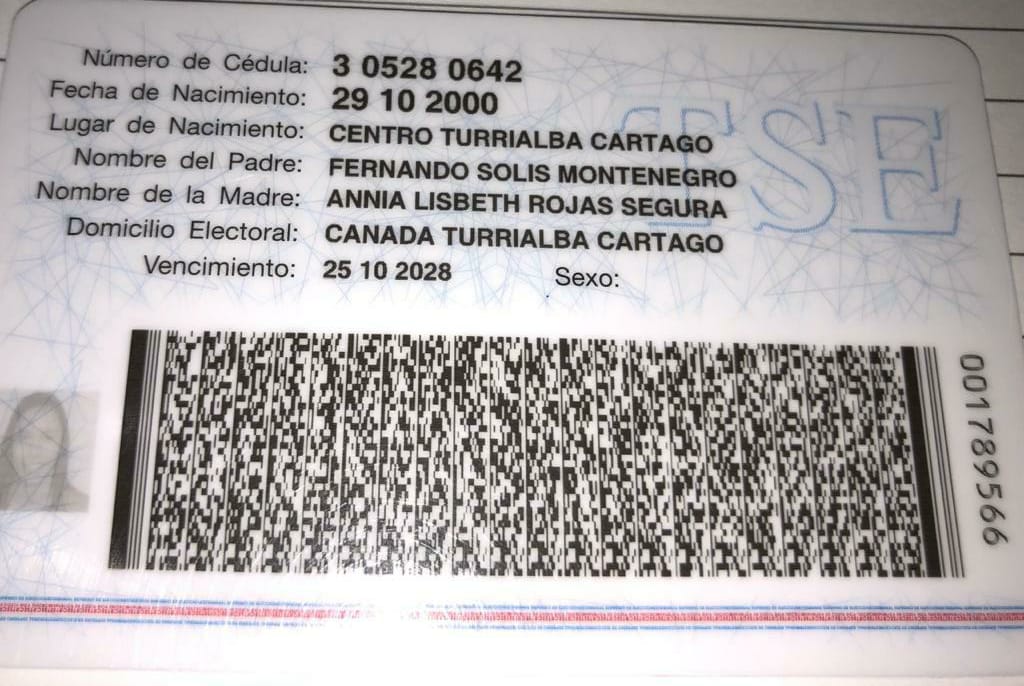 Número de Cédula: 3 0528 0642
Fecha de Nacimiento: 29 10 2000
Lugar de Nacimiento: CENTRO TURRIALBA CARTAGO
Nombre del Padre: FERNANDO SOLIS MONTENEGRO
Nombre de la Madre: ANNIA LISBETH ROJAS SEGURA
Domicilio Electoral: CANADA TURRIALBA CARTAGO
Vencimiento: 25 10 2028 Sexo:
TSE
001789566